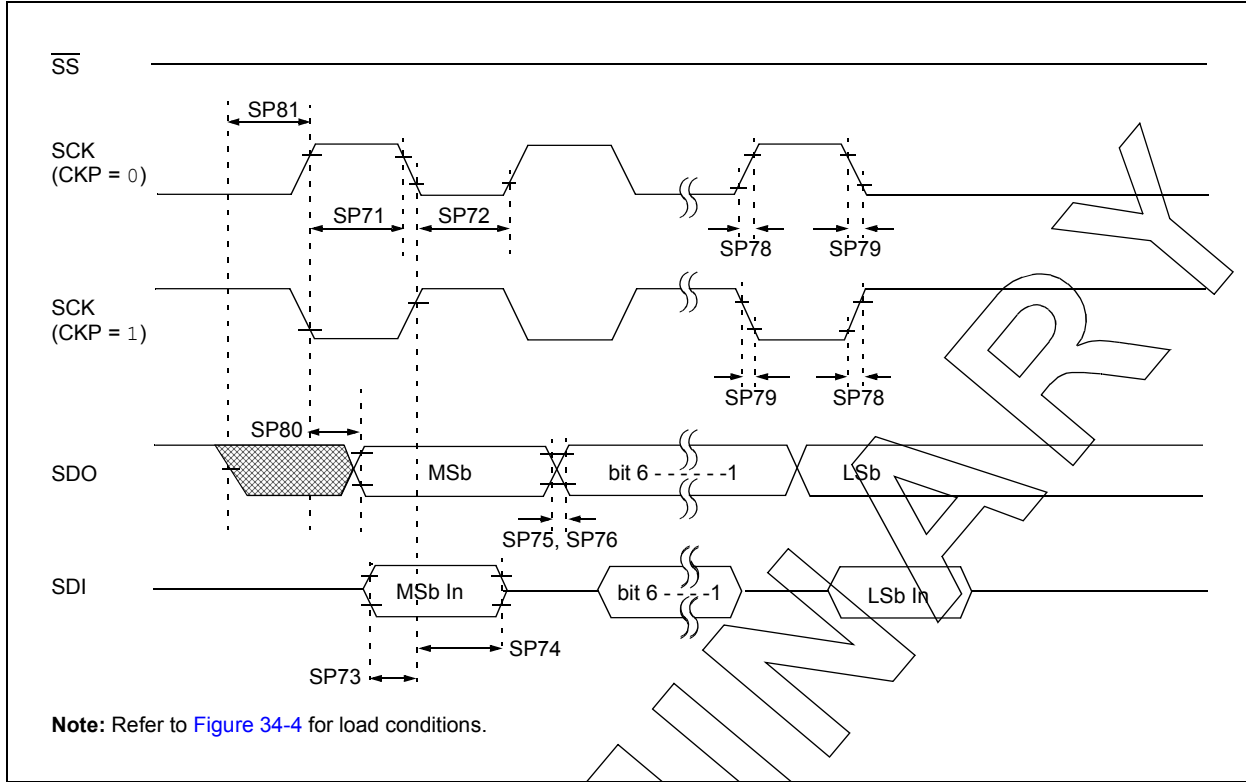 SS
SP81
SCK
(CKP = 0)
SP71
SP72
SP78
SP79
SCK
(CKP = 1)
SP79
SP78
SP80
SDO
MSb
bit 6 - - - - - -1
LSb
SP75, SP76
SDI
MSb In
bit 6 - - - -1
LSb In
SP74
SP73
Note: Refer to Figure 34-4 for load conditions.
I N A R Y